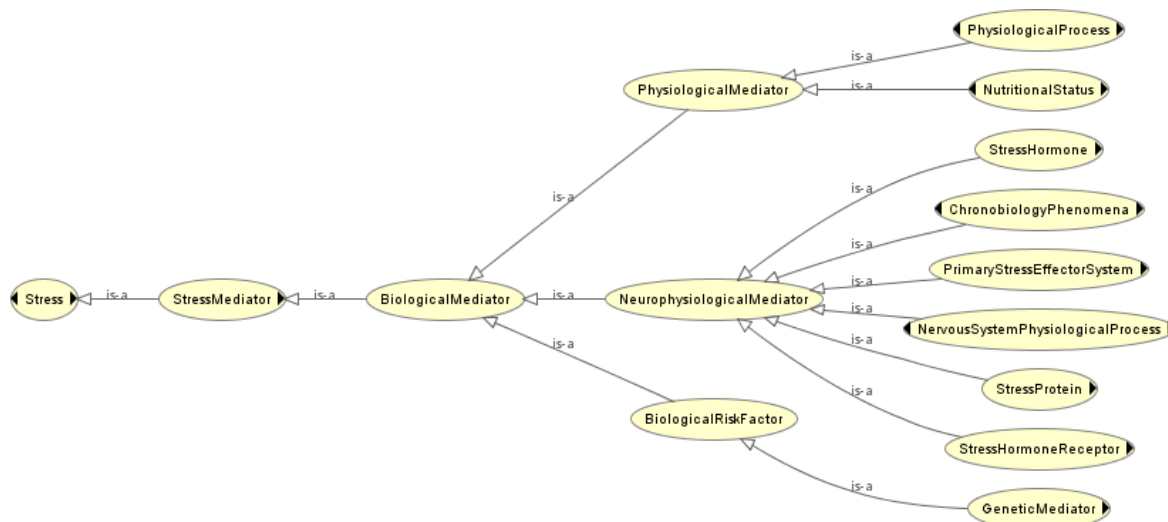 PhysiologicalProcess
is-a
PhysiologicalMediator
is-a
NutritionalStatus
StressHormone
is-a
is-a
ChronobiologyPhenomena
is-a
PrimaryStressEffectorSystem
is-a
Stress
is-a
StressMediator
is-a
BiologicalMediator
is-a
NeurophysiologicalMediator
is-a
NervousSystemPhysiologicalProcess
is-a
is-a
StressProtein
is-a
BiologicalRiskFactor
StressHormoneReceptor
is-a
GeneticMediator